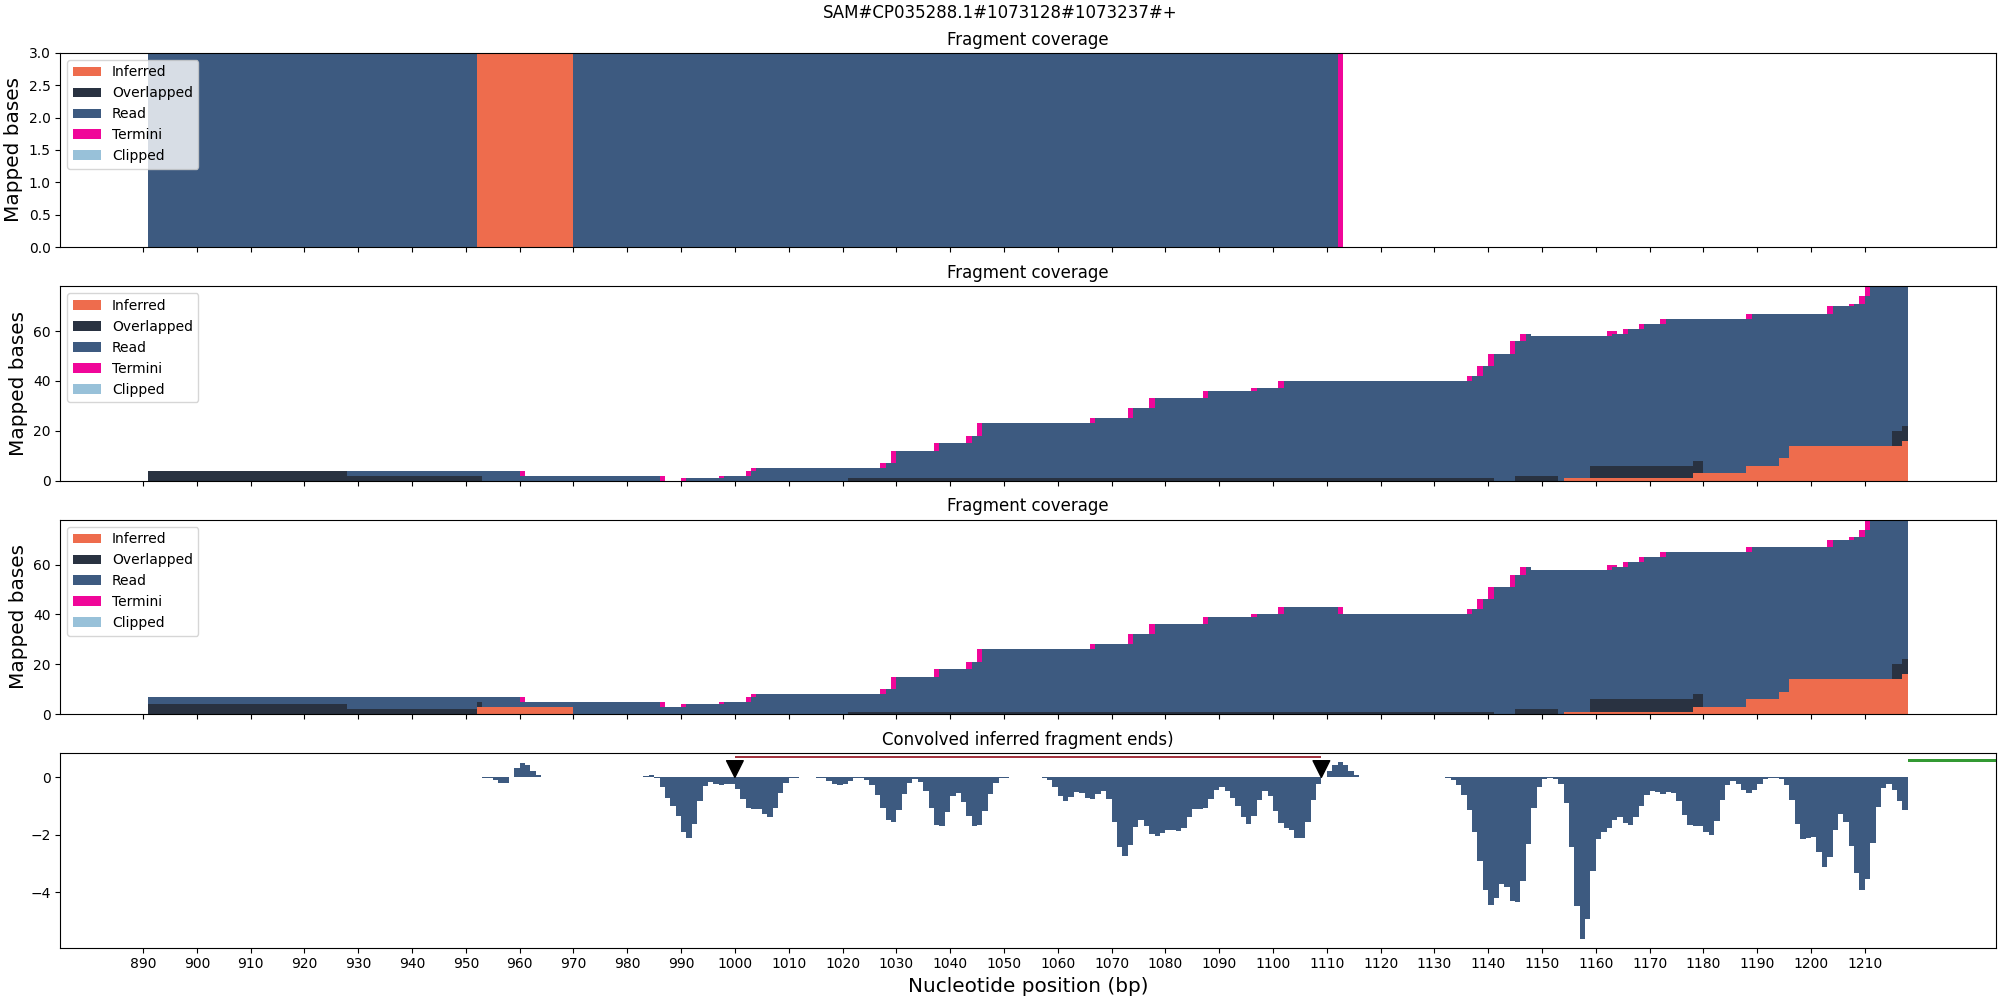 SAM#CP035288.1#1073128#1073237#+
Fragment coverage
Mapped bases
3.0
2.5
2.0
1.5
1.0
0.5
0.0
Inferred
Overlapped
Read
Termini
Clipped
Fragment coverage
Mapped bases
60
40
20
0
Inferred
Overlapped
Read
Termini
Clipped
Fragment coverage
Mapped bases
60
40
20
0
Inferred
Overlapped
Read
Termini
Clipped
Convolved inferred fragment ends)
0
−2
−4
890 900 910 920 930 940 950 960 970 980 990 1000 1010 1020 1030 1040 1050 1060 1070 1080 1090 1100 1110 1120 1130 1140 1150 1160 1170 1180 1190 1200 1210
Nucleotide position (bp)